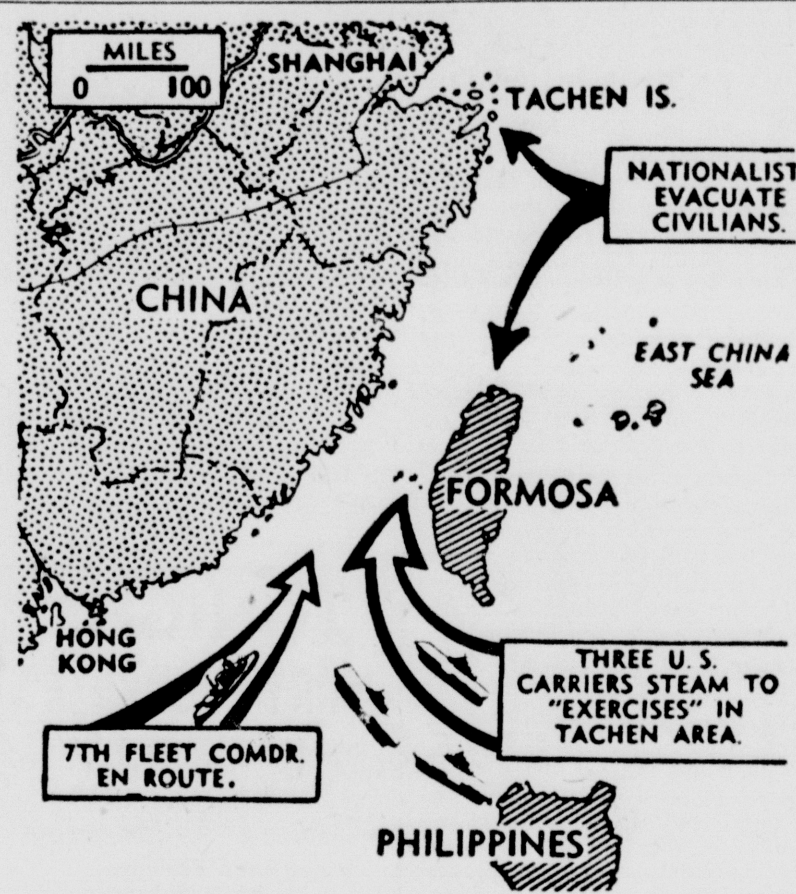 MILES
0 100
SHANGHAI
TACHEN IS.
NATIONALIST
EVACUATE
CIVILIANS.
CHINA
EAST CHINA
SEA
FORMOSA
HONG
KONG
THREE U. S.
CARRIERS STEAM TO
"EXERCISES" IN
TACHEN AREA.
7TH FLEET COMDR.
EN ROUTE.
PHILIPPINES